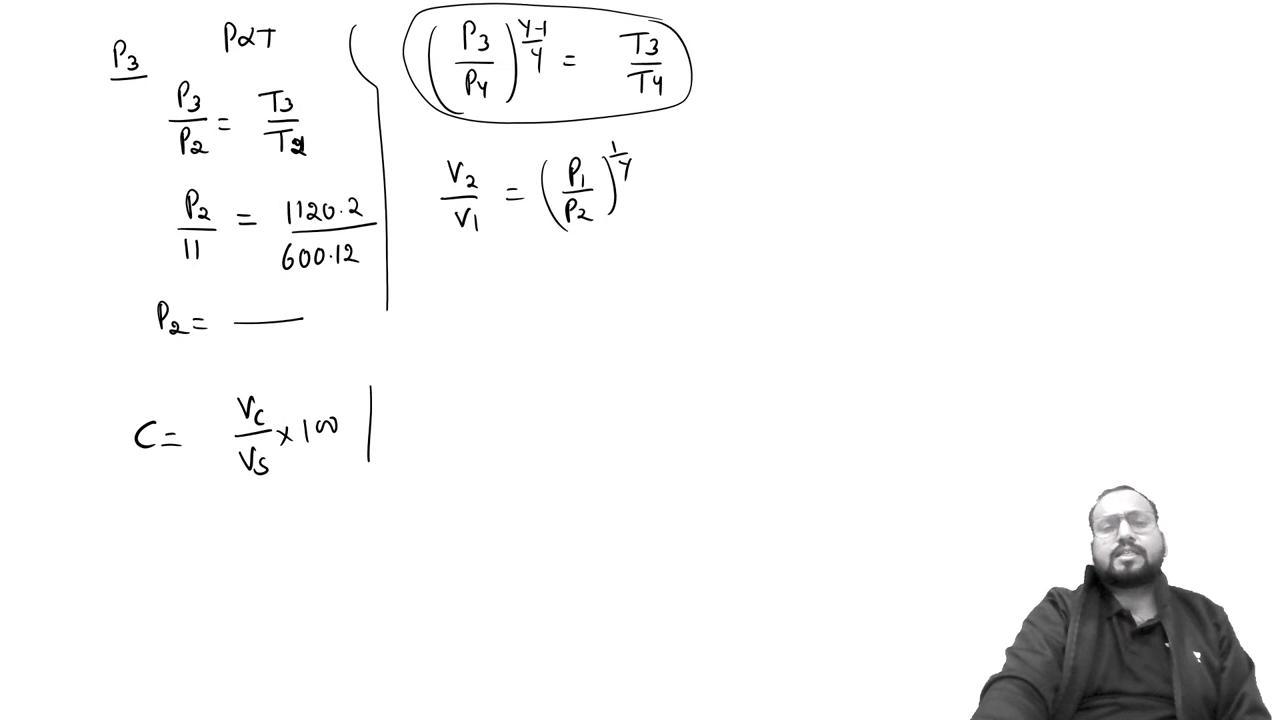 P3
PαT
P3/P2 = T3/T2
P2/11 = 1120.2/600.12
P2 = —
C = Vc/Vs × 100
(P3/P4)^(γ-1/γ) = T3/T4
V2/V1 = (P1/P2)^(1/γ)